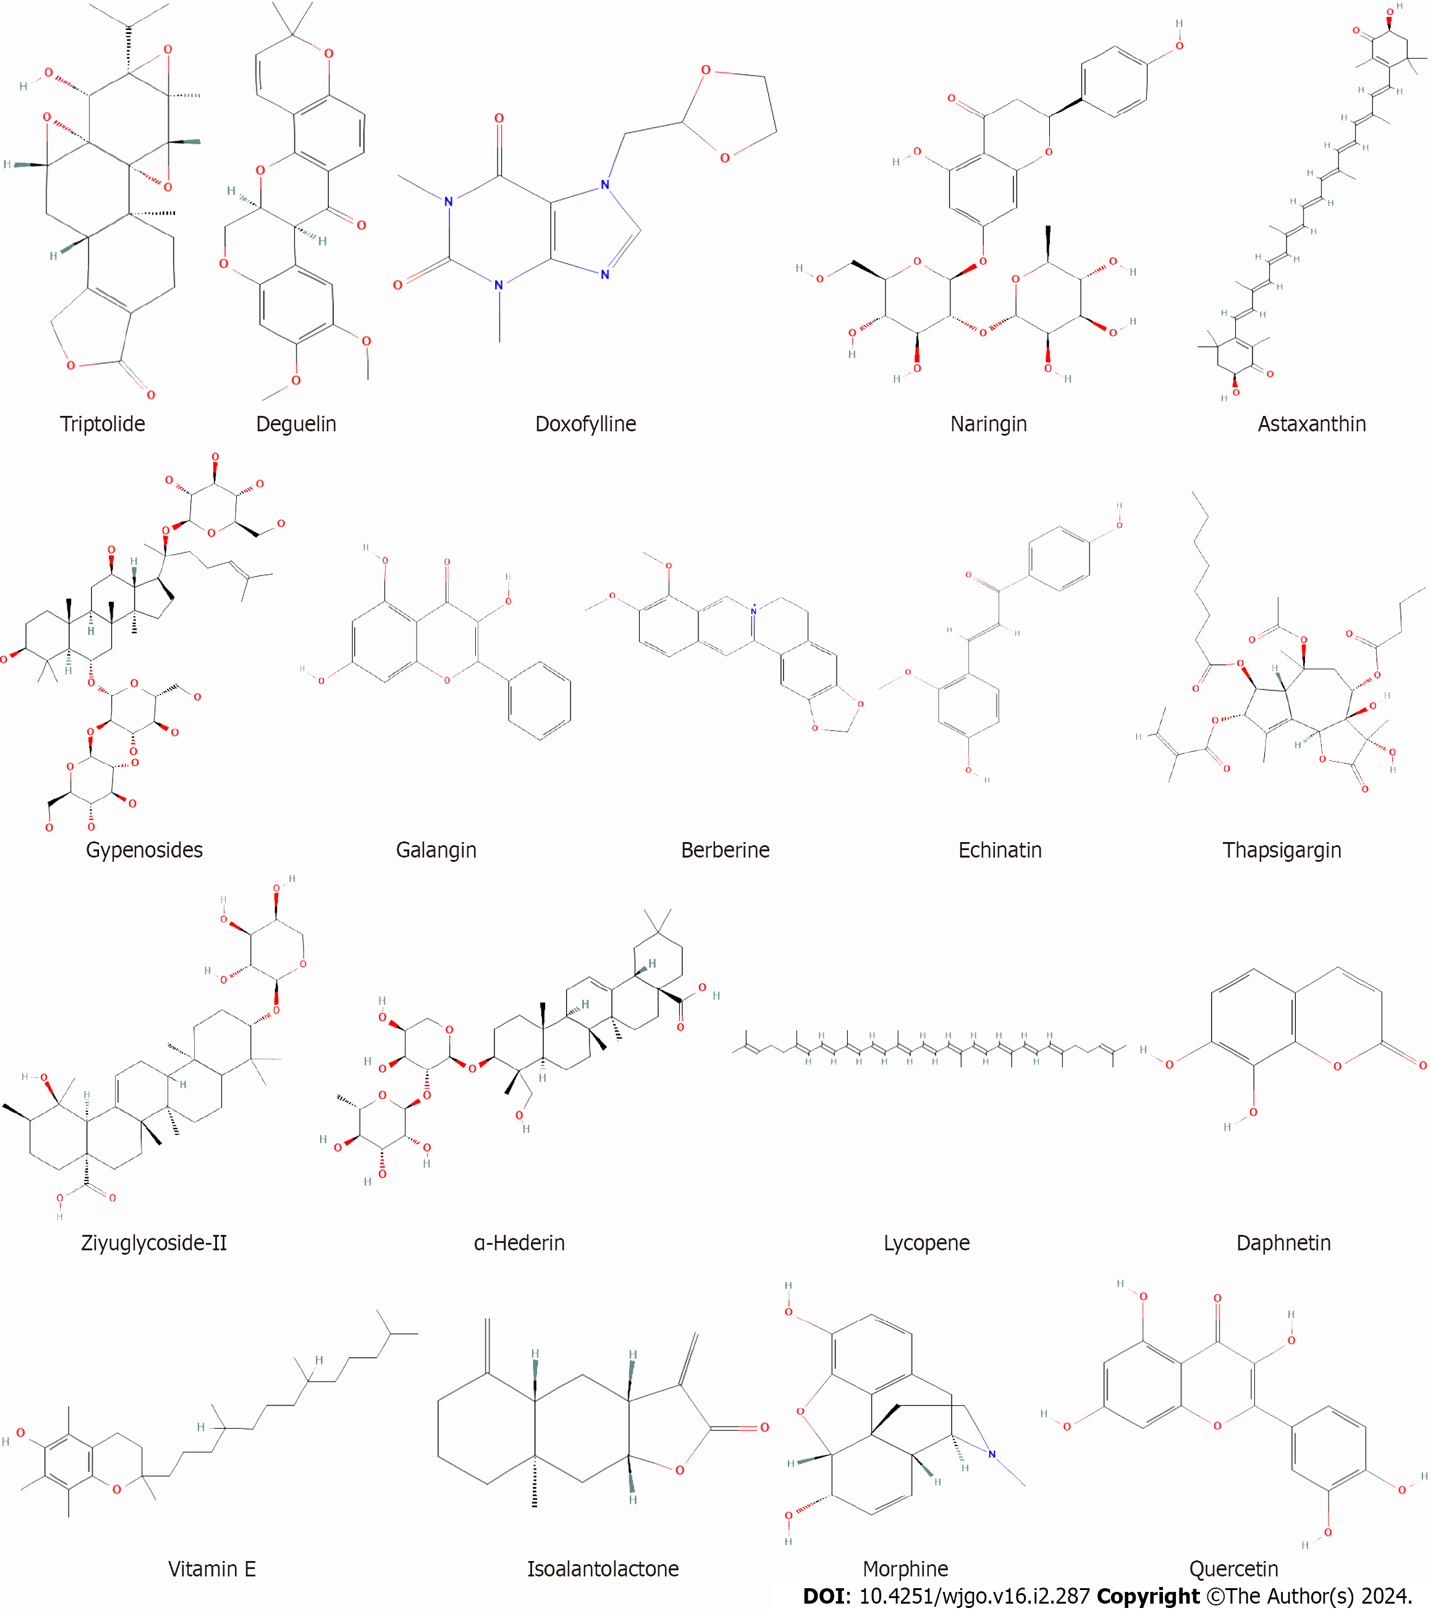 Triptolide Deguelin Doxofylline Naringin Astaxanthin
Gypenosides Galangin Berberine Echinatin Thapsigargin
Ziyuglycoside-II α-Hederin Lycopene Daphnetin
Vitamin E Isoalantolactone Morphine Quercetin
DOI: 10.4251/wjgo.v16.i2.287 Copyright ©The Author(s) 2024.